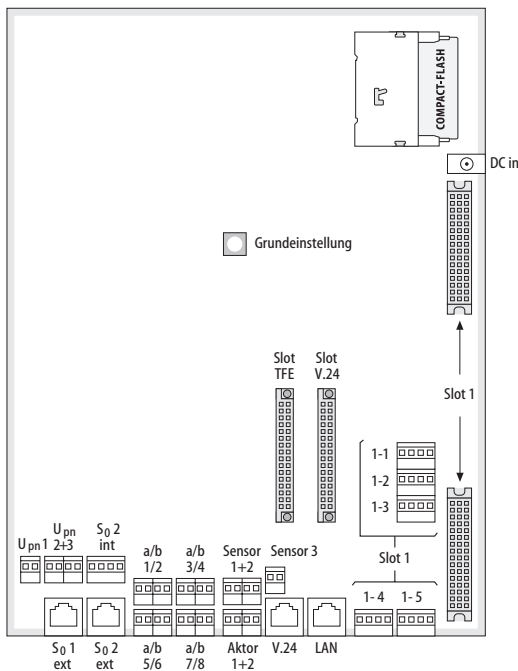 COMPACT-FLASH
DC in
Grundeinstellung
Slot
TFE
Slot
V.24
Slot 1
1-1
1-2
1-3
Slot 1
1- 4
1- 5
Upn 1
Upn
2+3
S0 2
int
a/b
1/2
a/b
3/4
Sensor
1+2
Sensor 3
S0 1
ext
S0 2
ext
a/b
5/6
a/b
7/8
Aktor
1+2
V.24
LAN